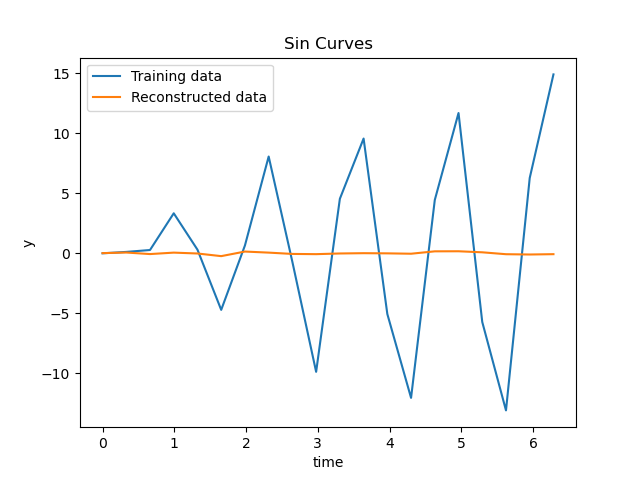 Sin Curves
Training data
Reconstructed data
15
10
5
0
−5
−10
y
0 1 2 3 4 5 6
time